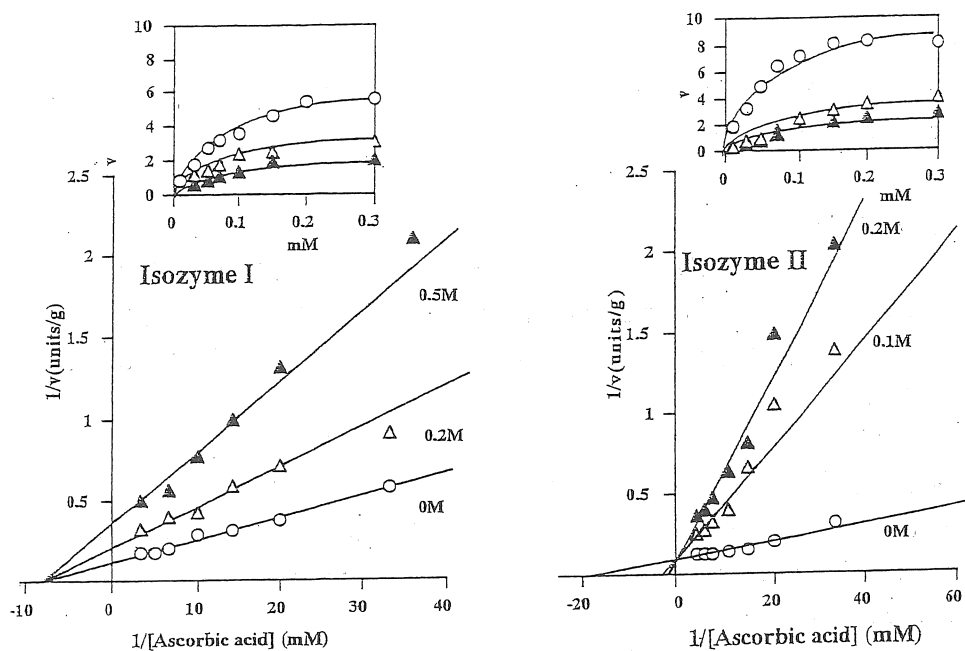 10
8
6
4
2
0
v
0 0.1 0.2 0.3
mM
2.5
2
1.5
1
0.5
1/v(units/g)
Isozyme I
0.5M
0.2M
0M
-10 0 10 20 30 40
1/[Ascorbic acid] (mM)
10
8
6
4
2
0
v
0 0.1 0.2 0.3
mM
2.5
2
1.5
1
0.5
1/v(units/g)
Isozyme II
0.2M
0.1M
0M
-20 0 20 40 60
1/[Ascorbic acid] (mM)